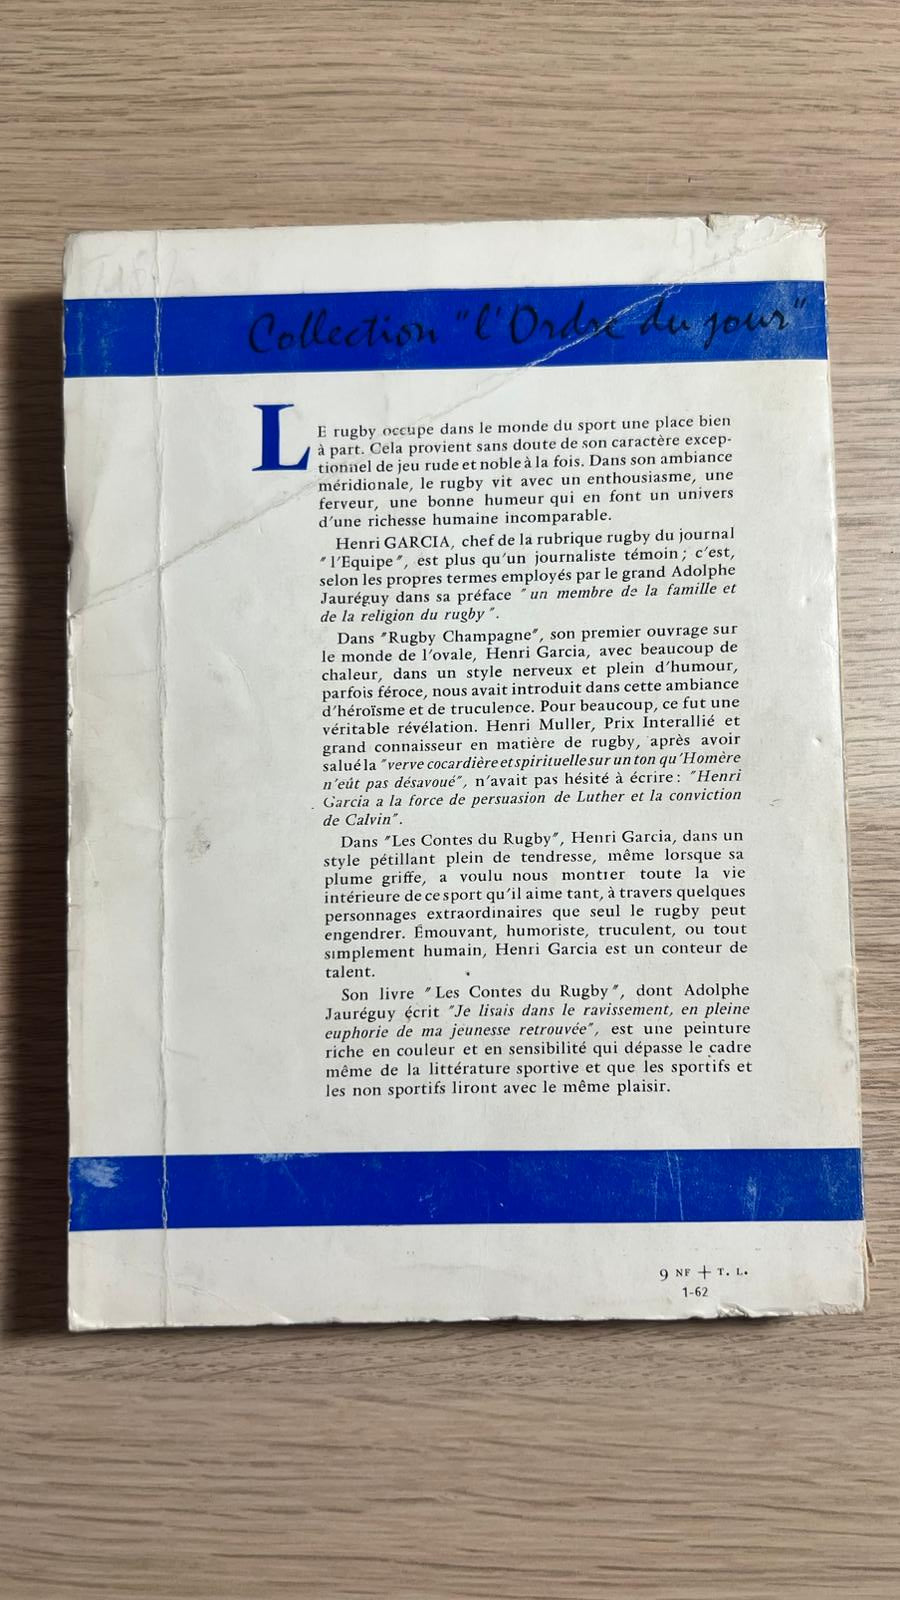 Collection "l'Ordre du jour"
LE rugby occupe dans le monde du sport une place bien
à part. Cela provient sans doute de son caractère excep-
tionnel de jeu rude et noble à la fois. Dans son ambiance
méridionale, le rugby vit avec un enthousiasme, une
ferveur, une bonne humeur qui en font un univers
d'une richesse humaine incomparable.
Henri GARCIA, chef de la rubrique rugby du journal
"l'Equipe", est plus qu'un journaliste témoin ; c'est,
selon les propres termes employés par le grand Adolphe
Jauréguy dans sa préface "un membre de la famille et
de la religion du rugby".
Dans "Rugby Champagne", son premier ouvrage sur
le monde de l'ovale, Henri Garcia, avec beaucoup de
chaleur, dans un style nerveux et plein d'humour,
parfois féroce, nous avait introduit dans cette ambiance
d'héroïsme et de truculence. Pour beaucoup, ce fut une
véritable révélation. Henri Muller, Prix Interallié et
grand connaisseur en matière de rugby, après avoir
salué la "verve cocardière et spirituelle sur un ton qu'Homère
n'eût pas désavoué", n'avait pas hésité à écrire : "Henri
Garcia a la force de persuasion de Luther et la conviction
de Calvin".
Dans "Les Contes du Rugby", Henri Garcia, dans un
style pétillant plein de tendresse, même lorsque sa
plume griffe, a voulu nous montrer toute la vie
intérieure de ce sport qu'il aime tant, à travers quelques
personnages extraordinaires que seul le rugby peut
engendrer. Émouvant, humoriste, truculent, ou tout
simplement humain, Henri Garcia est un conteur de
talent.
Son livre "Les Contes du Rugby", dont Adolphe
Jauréguy écrit "Je lisais dans le ravissement, en pleine
euphorie de ma jeunesse retrouvée", est une peinture
riche en couleur et en sensibilité qui dépasse le cadre
même de la littérature sportive et que les sportifs et
les non sportifs liront avec le même plaisir.
9 NF + T. L.
1-62